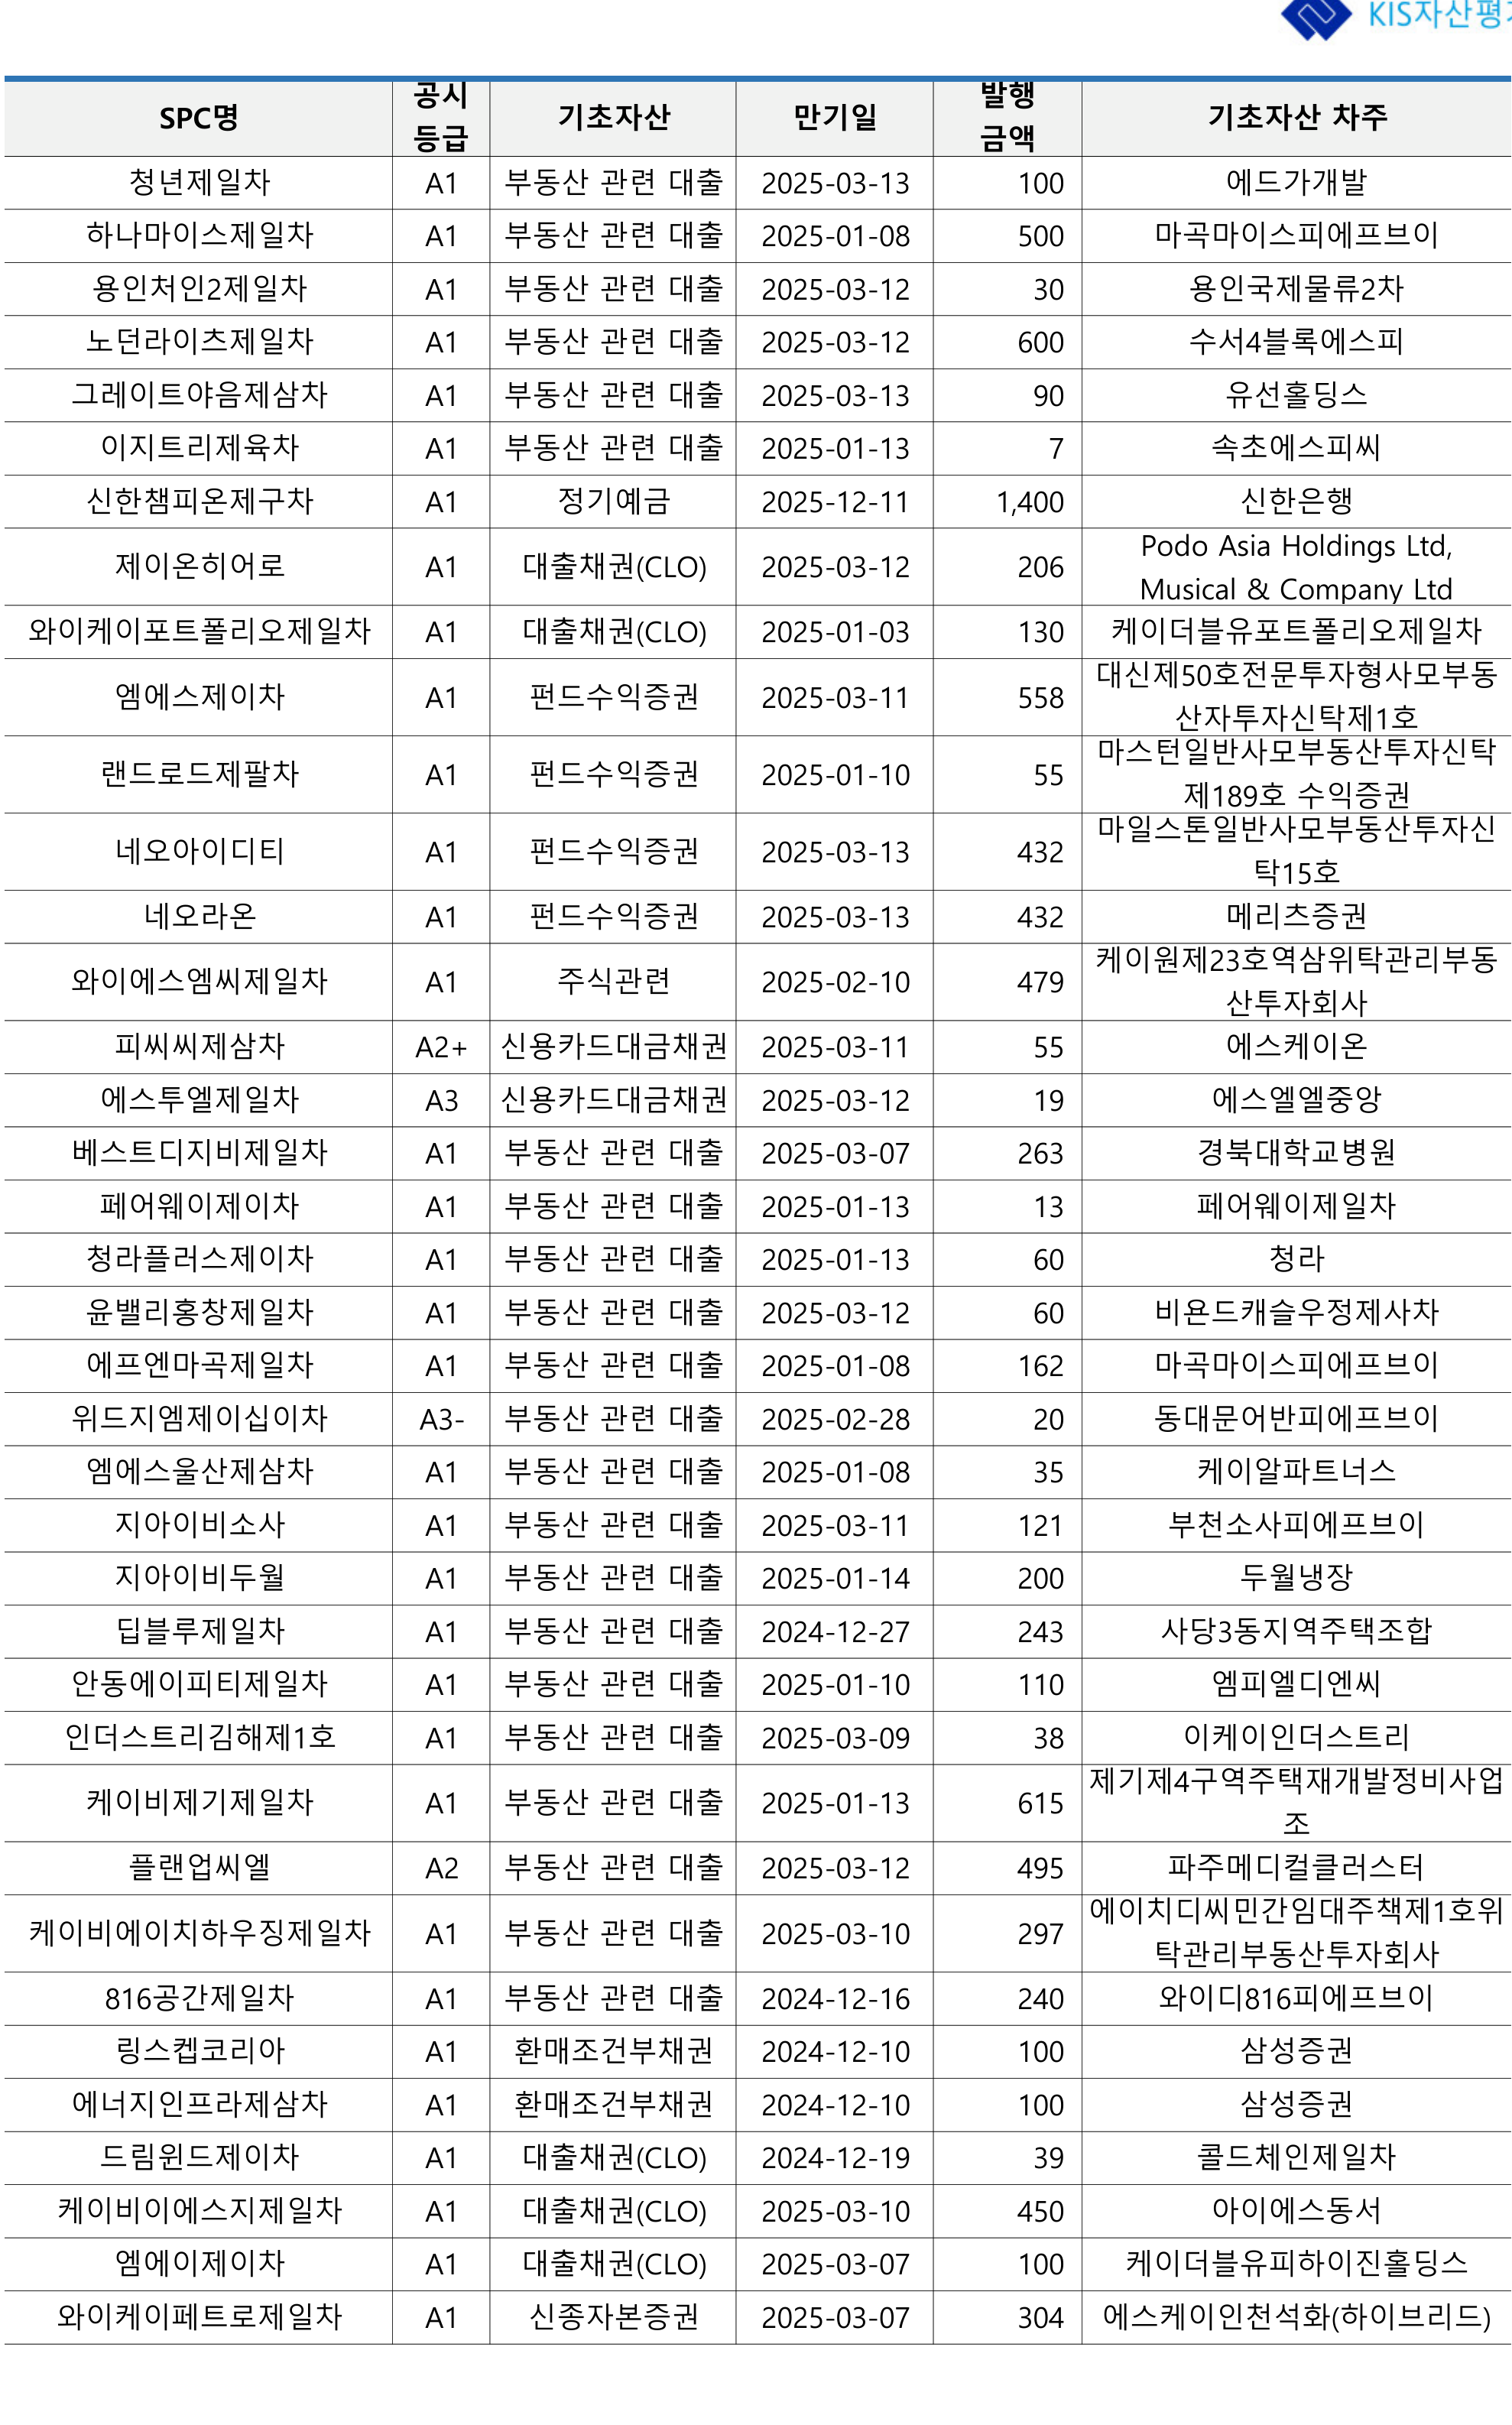 KIS자산평
SPC명 공시등급 기초자산 만기일 발행금액 기초자산 차주
청년제일차 A1 부동산 관련 대출 2025-03-13 100 에드가개발
하나마이스제일차 A1 부동산 관련 대출 2025-01-08 500 마곡마이스피에프브이
용인처인2제일차 A1 부동산 관련 대출 2025-03-12 30 용인국제물류2차
노던라이츠제일차 A1 부동산 관련 대출 2025-03-12 600 수서4블록에스피
그레이트야음제삼차 A1 부동산 관련 대출 2025-03-13 90 유선홀딩스
이지트리제육차 A1 부동산 관련 대출 2025-01-13 7 속초에스피씨
신한챔피온제구차 A1 정기예금 2025-12-11 1,400 신한은행
제이온히어로 A1 대출채권(CLO) 2025-03-12 206 Podo Asia Holdings Ltd,
Musical & Company Ltd
와이케이포트폴리오제일차 A1 대출채권(CLO) 2025-01-03 130 케이더블유포트폴리오제일차
엠에스제이차 A1 펀드수익증권 2025-03-11 558 대신제50호전문투자형사모부동
산자투자신탁제1호
랜드로드제팔차 A1 펀드수익증권 2025-01-10 55 마스턴일반사모부동산투자신탁
제189호 수익증권
네오아이디티 A1 펀드수익증권 2025-03-13 432 마일스톤일반사모부동산투자신
탁15호
네오라온 A1 펀드수익증권 2025-03-13 432 메리츠증권
와이에스엠씨제일차 A1 주식관련 2025-02-10 479 케이원제23호역삼위탁관리부동
산투자회사
피씨씨제삼차 A2+ 신용카드대금채권 2025-03-11 55 에스케이온
에스투엘제일차 A3 신용카드대금채권 2025-03-12 19 에스엘엘중앙
베스트디지비제일차 A1 부동산 관련 대출 2025-03-07 263 경북대학교병원
페어웨이제이차 A1 부동산 관련 대출 2025-01-13 13 페어웨이제일차
청라플러스제이차 A1 부동산 관련 대출 2025-01-13 60 청라
윤밸리홍창제일차 A1 부동산 관련 대출 2025-03-12 60 비욘드캐슬우정제사차
에프엔마곡제일차 A1 부동산 관련 대출 2025-01-08 162 마곡마이스피에프브이
위드지엠제이십이차 A3- 부동산 관련 대출 2025-02-28 20 동대문어반피에프브이
엠에스울산제삼차 A1 부동산 관련 대출 2025-01-08 35 케이알파트너스
지아이비소사 A1 부동산 관련 대출 2025-03-11 121 부천소사피에프브이
지아이비두월 A1 부동산 관련 대출 2025-01-14 200 두월냉장
딥블루제일차 A1 부동산 관련 대출 2024-12-27 243 사당3동지역주택조합
안동에이피티제일차 A1 부동산 관련 대출 2025-01-10 110 엠피엘디엔씨
인더스트리김해제1호 A1 부동산 관련 대출 2025-03-09 38 이케이인더스트리
케이비제기제일차 A1 부동산 관련 대출 2025-01-13 615 제기제4구역주택재개발정비사업
조
플랜업씨엘 A2 부동산 관련 대출 2025-03-12 495 파주메디컬클러스터
케이비에이치하우징제일차 A1 부동산 관련 대출 2025-03-10 297 에이치디씨민간임대주책제1호위
탁관리부동산투자회사
816공간제일차 A1 부동산 관련 대출 2024-12-16 240 와이디816피에프브이
링스켑코리아 A1 환매조건부채권 2024-12-10 100 삼성증권
에너지인프라제삼차 A1 환매조건부채권 2024-12-10 100 삼성증권
드림윈드제이차 A1 대출채권(CLO) 2024-12-19 39 콜드체인제일차
케이비이에스지제일차 A1 대출채권(CLO) 2025-03-10 450 아이에스동서
엠에이제이차 A1 대출채권(CLO) 2025-03-07 100 케이더블유피하이진홀딩스
와이케이페트로제일차 A1 신종자본증권 2025-03-07 304 에스케이인천석화(하이브리드)